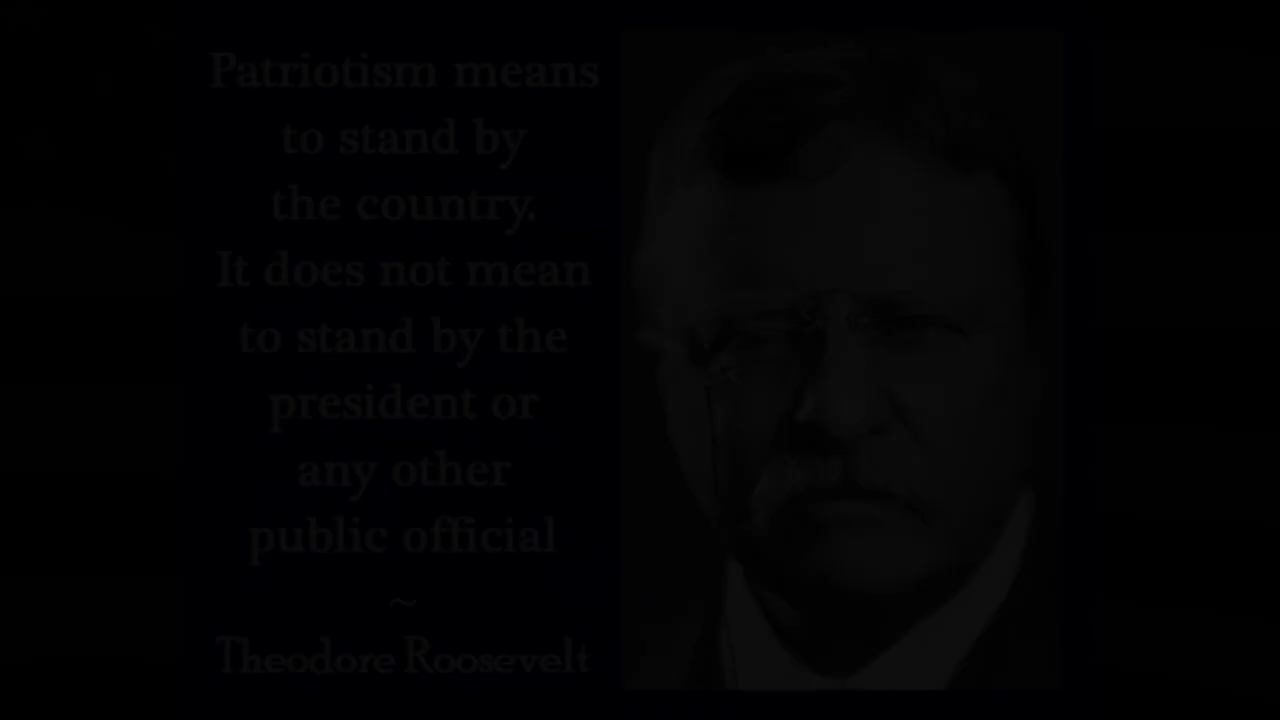 Patriotism means
to stand by
the country.
It does not mean
to stand by the
president or
any other
public official
~
Theodore Roosevelt